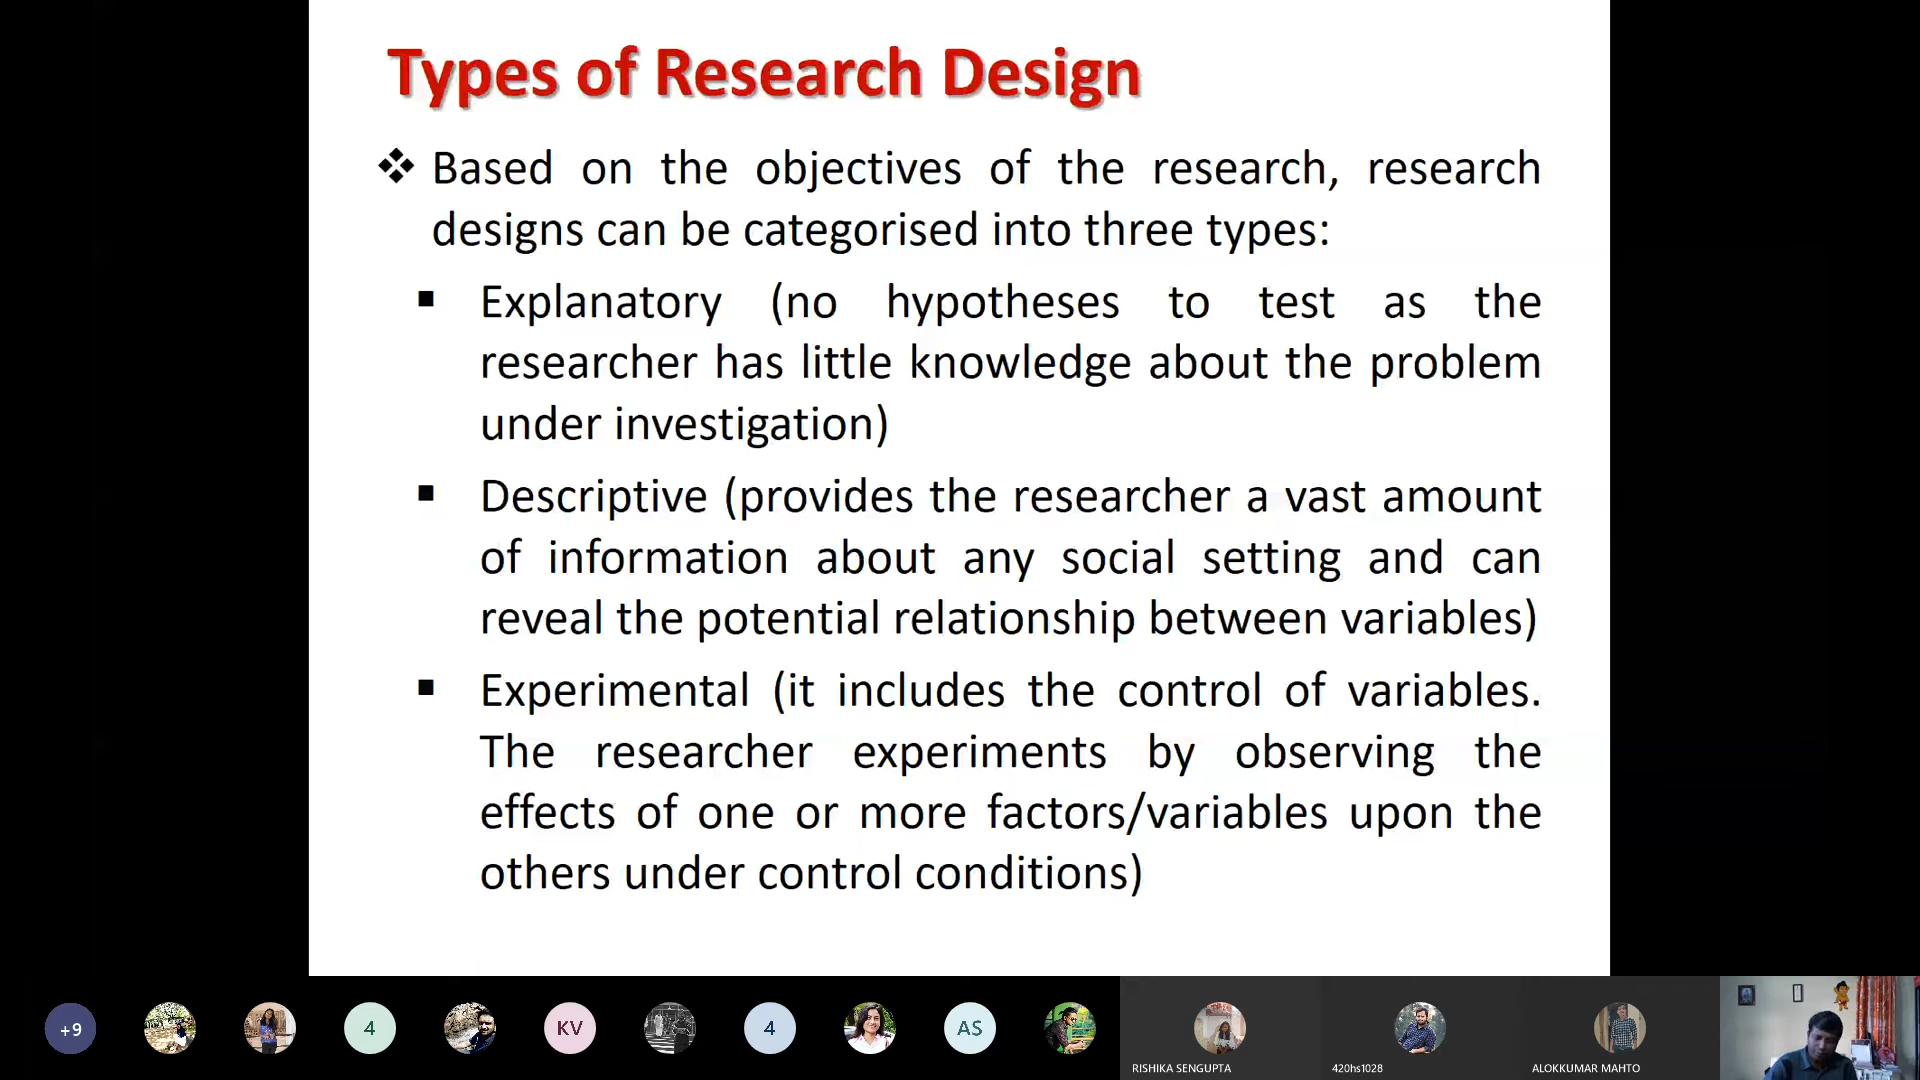 Types of Research Design
❖ Based on the objectives of the research, research
designs can be categorised into three types:
▪ Explanatory (no hypotheses to test as the
researcher has little knowledge about the problem
under investigation)
▪ Descriptive (provides the researcher a vast amount
of information about any social setting and can
reveal the potential relationship between variables)
▪ Experimental (it includes the control of variables.
The researcher experiments by observing the
effects of one or more factors/variables upon the
others under control conditions)
+9
4
KV
4
AS
RISHIKA SENGUPTA
420hs1028
ALOKKUMAR MAHTO